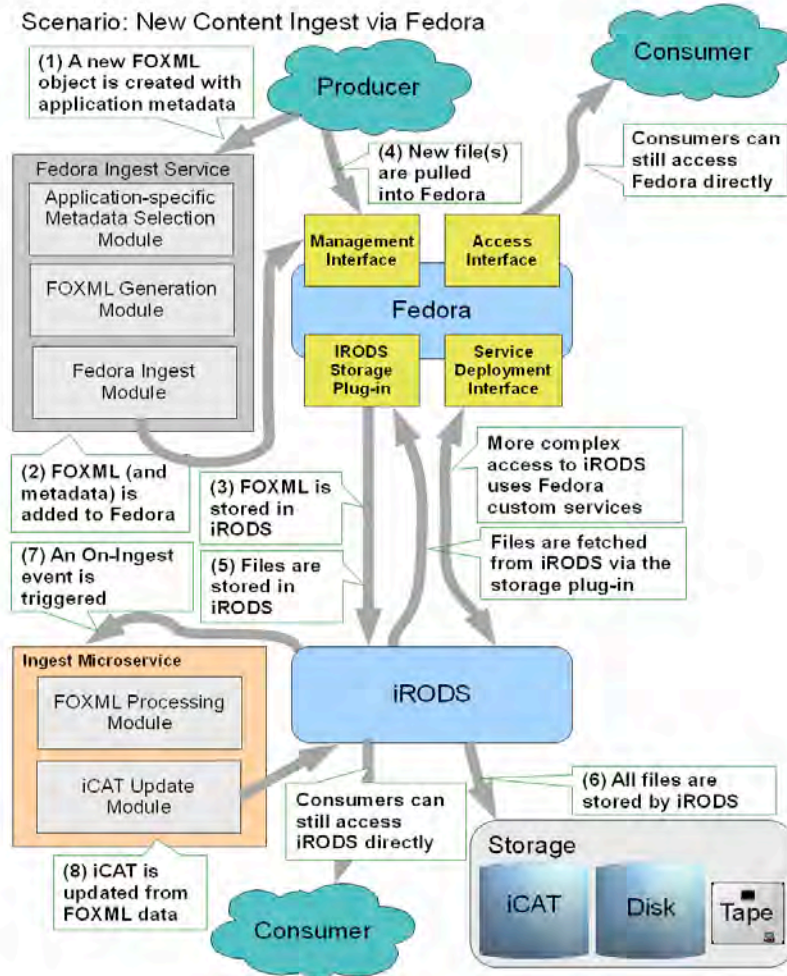 Scenario: New Content Ingest via Fedora
(1) A new FOXML
object is created with
application metadata
Producer
Consumer
(4) New file(s)
are pulled
into Fedora
Consumers can
still access
Fedora directly
Fedora Ingest Service
Application-specific
Metadata Selection
Module
FOXML Generation
Module
Fedora Ingest
Module
Management
Interface
Access
Interface
Fedora
IRODS
Storage
Plug-in
Service
Deployment
Interface
(2) FOXML (and
metadata) is
added to Fedora
(3) FOXML is
stored in
iRODS
More complex
access to iRODS
uses Fedora
custom services
(7) An On-Ingest
event is
triggered
(5) Files are
stored in
iRODS
Files are fetched
from iRODS via the
storage plug-in
Ingest Microservice
FOXML Processing
Module
iCAT Update
Module
iRODS
Consumers can
still access
iRODS directly
(6) All files are
stored by iRODS
(8) iCAT is
updated from
FOXML data
Consumer
Storage
iCAT
Disk
Tape